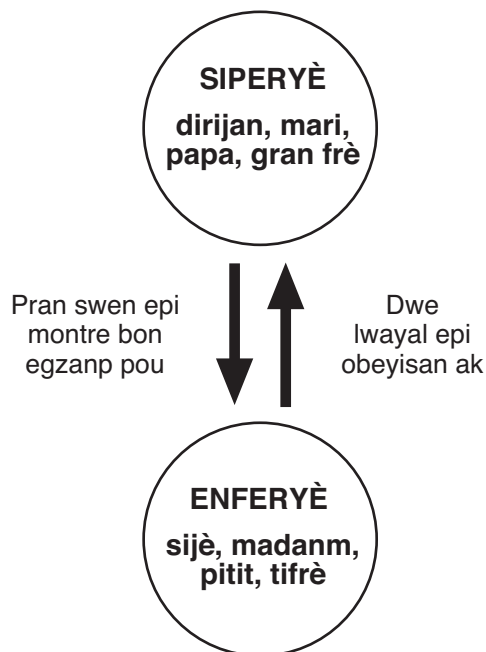 SIPERYÈ
dirijan, mari,
papa, gran frè
Pran swen epi
montre bon
egzanp pou
Dwe
lwayal epi
obeyisan ak
ENFERYÈ
sijè, madanm,
pitit, tifrè